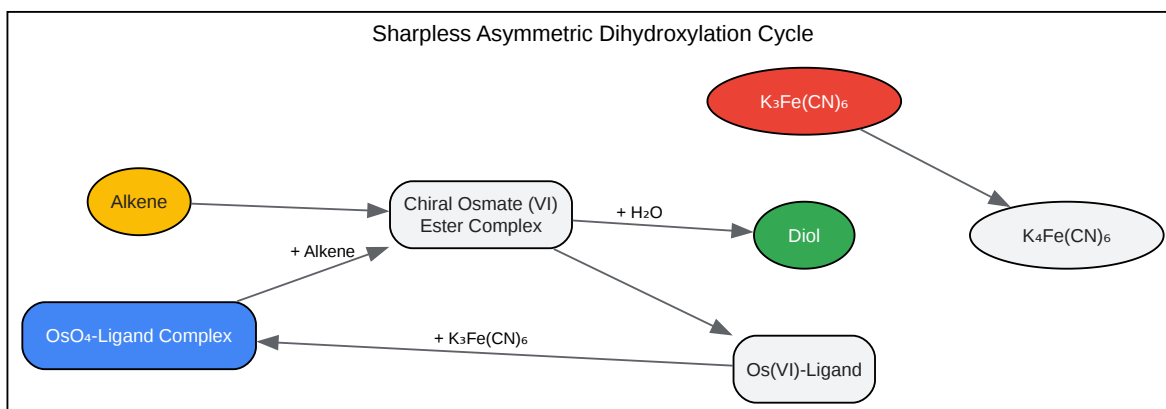 Sharpless Asymmetric Dihydroxylation Cycle
K₃Fe(CN)₆
Alkene
Chiral Osmate (VI)
Ester Complex
+ H₂O
Diol
K₄Fe(CN)₆
+ Alkene
OsO₄-Ligand Complex
+ K₃Fe(CN)₆
Os(VI)-Ligand